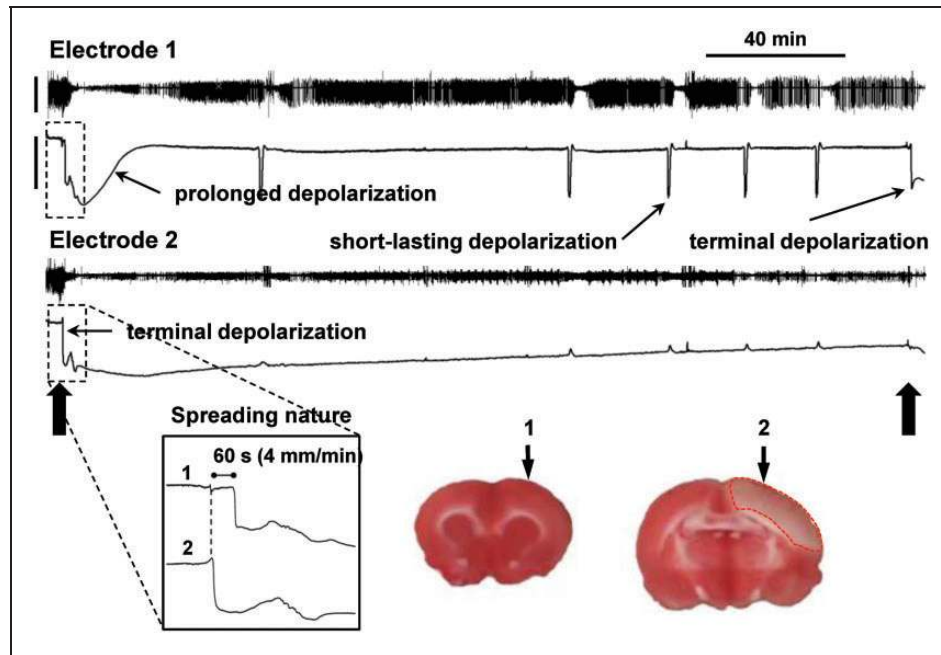 Electrode 1
40 min
prolonged depolarization
short-lasting depolarization
terminal depolarization
Electrode 2
terminal depolarization
Spreading nature
60 s (4 mm/min)
1
2
1
2